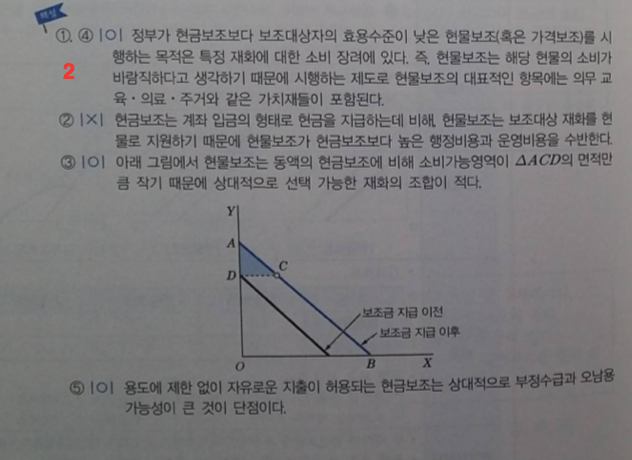 해설
①, ④ |O| 정부가 현금보조보다 보조대상자의 효용수준이 낮은 현물보조(혹은 가격보조)를 시
행하는 목적은 특정 재화에 대한 소비 장려에 있다. 즉, 현물보조는 해당 현물의 소비가
2
바람직하다고 생각하기 때문에 시행하는 제도로 현물보조의 대표적인 항목에는 의무 교
육·의료·주거와 같은 가치재들이 포함된다.
② |X| 현금보조는 계좌 입금의 형태로 현금을 지급하는데 비해, 현물보조는 보조대상 재화를 현
물로 지원하기 때문에 현물보조가 현금보조보다 높은 행정비용과 운영비용을 수반한다.
③ |O| 아래 그림에서 현물보조는 동액의 현금보조에 비해 소비가능영역이 △ACD의 면적만
큼 작기 때문에 상대적으로 선택 가능한 재화의 조합이 적다.
Y
A
D
C
보조금 지급 이전
보조금 지급 이후
O
B
X
⑤ |O| 용도에 제한 없이 자유로운 지출이 허용되는 현금보조는 상대적으로 부정수급과 오남용
가능성이 큰 것이 단점이다.